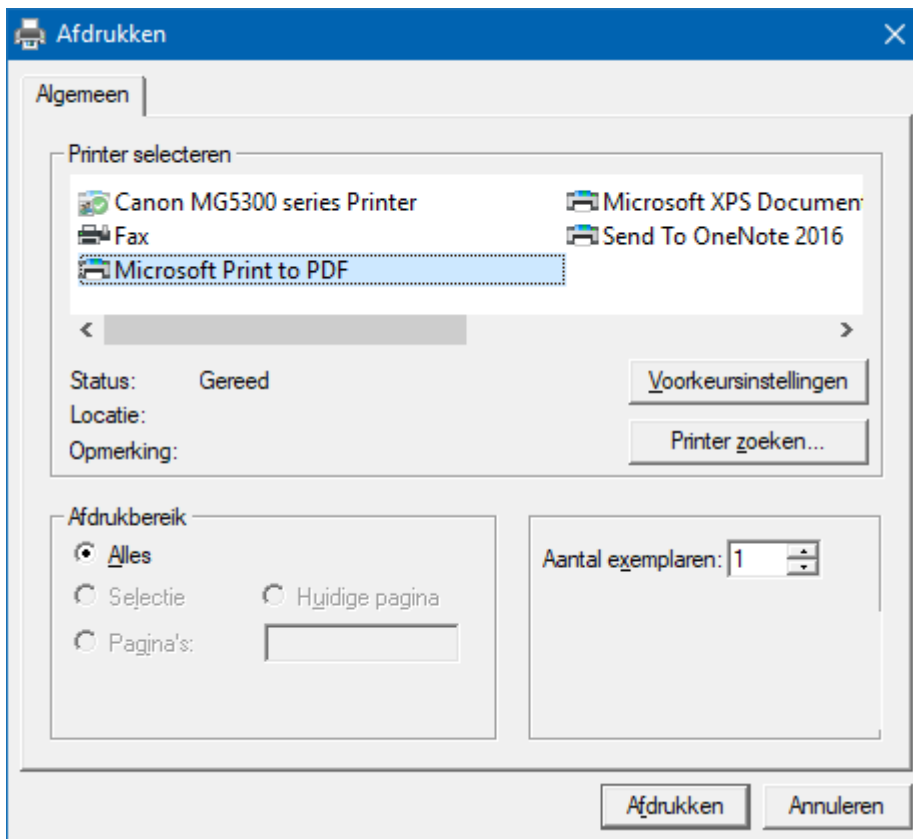 Afdrukken
Algemeen
Printer selecteren
Canon MG5300 series Printer
Microsoft XPS Documen
Fax
Send To OneNote 2016
Microsoft Print to PDF
Status: Gereed
Voorkeursinstellingen
Locatie:
Printer zoeken...
Opmerking:
Afdrukbereik
Alles
Aantal exemplaren: 1
Selectie
Huidige pagina
Pagina's:
Afdrukken
Annuleren